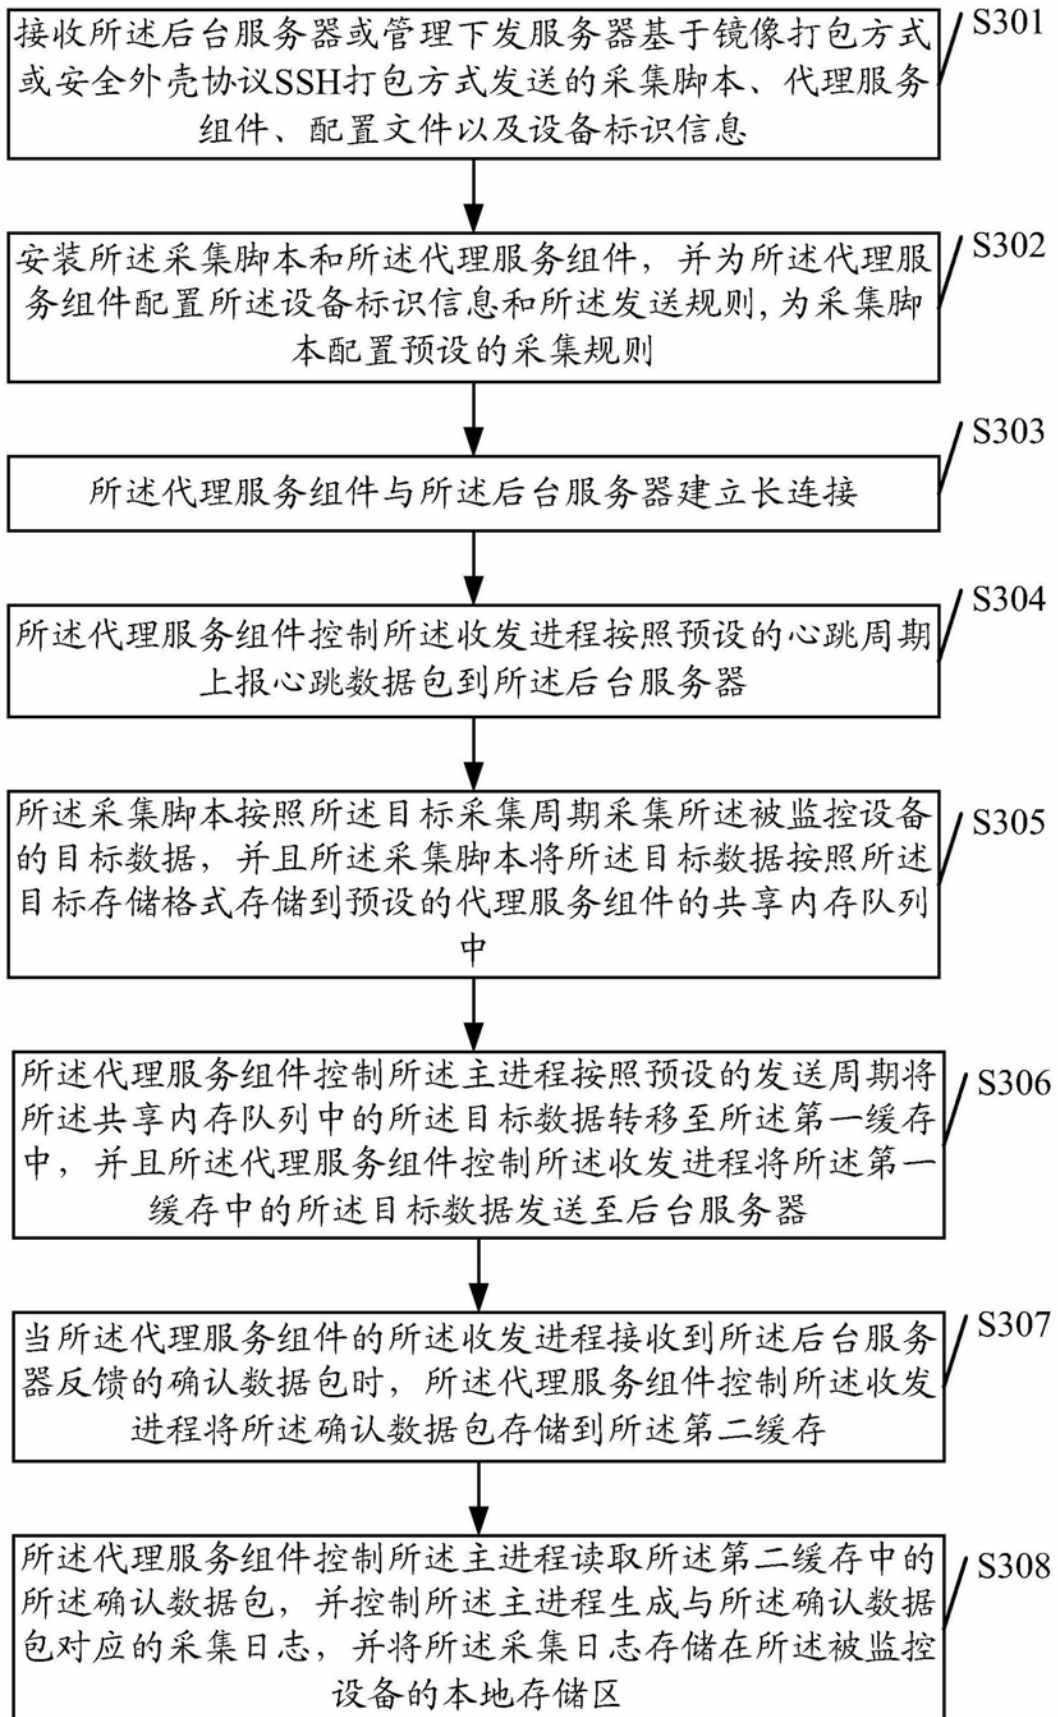 接收所述后台服务器或管理下发服务器基于镜像打包方式
或安全外壳协议SSH打包方式发送的采集脚本、代理服务
组件、配置文件以及设备标识信息
S301
安装所述采集脚本和所述代理服务组件，并为所述代理服
务组件配置所述设备标识信息和所述发送规则,为采集脚
本配置预设的采集规则
S302
所述代理服务组件与所述后台服务器建立长连接
S303
所述代理服务组件控制所述收发进程按照预设的心跳周期
上报心跳数据包到所述后台服务器
S304
所述采集脚本按照所述目标采集周期采集所述被监控设备
的目标数据，并且所述采集脚本将所述目标数据按照所述
目标存储格式存储到预设的代理服务组件的共享内存队列
中
S305
所述代理服务组件控制所述主进程按照预设的发送周期将
所述共享内存队列中的所述目标数据转移至所述第一缓存
中，并且所述代理服务组件控制所述收发进程将所述第一
缓存中的所述目标数据发送至后台服务器
S306
当所述代理服务组件的所述收发进程接收到所述后台服务
器反馈的确认数据包时，所述代理服务组件控制所述收发
进程将所述确认数据包存储到所述第二缓存
S307
所述代理服务组件控制所述主进程读取所述第二缓存中的
所述确认数据包，并控制所述主进程生成与所述确认数据
包对应的采集日志，并将所述采集日志存储在所述被监控
设备的本地存储区
S308